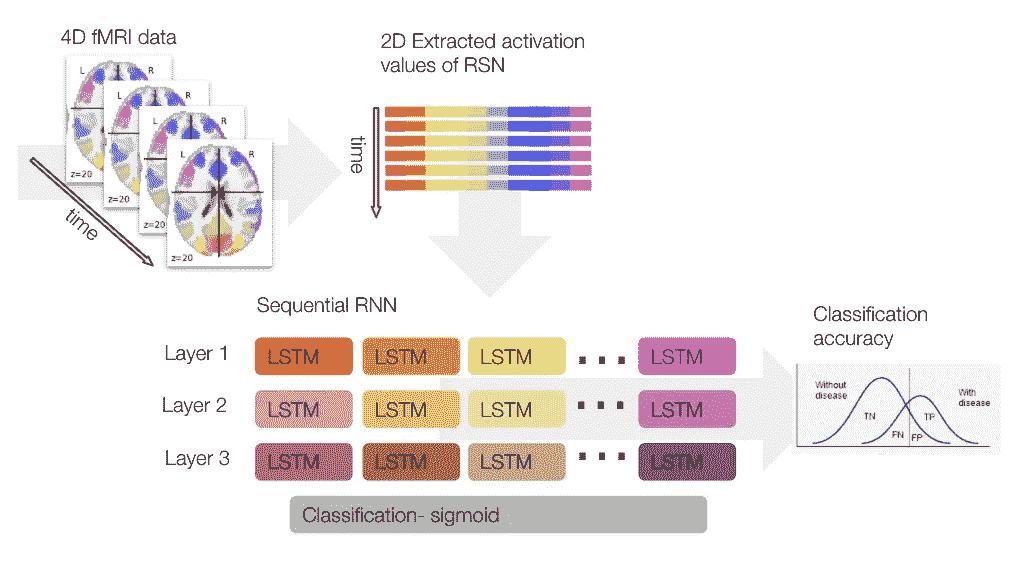 4D fMRI data
L R
L R
L R
L R
z=20
z=20
z=20
z=20
time
2D Extracted activation
values of RSN
time
Sequential RNN
Layer 1 LSTM LSTM LSTM ... LSTM
Layer 2 LSTM LSTM LSTM ... LSTM
Layer 3 LSTM LSTM LSTM ... LSTM
Classification- sigmoid
Classification
accuracy
Without
disease
With
disease
TN
TP
FN
FP